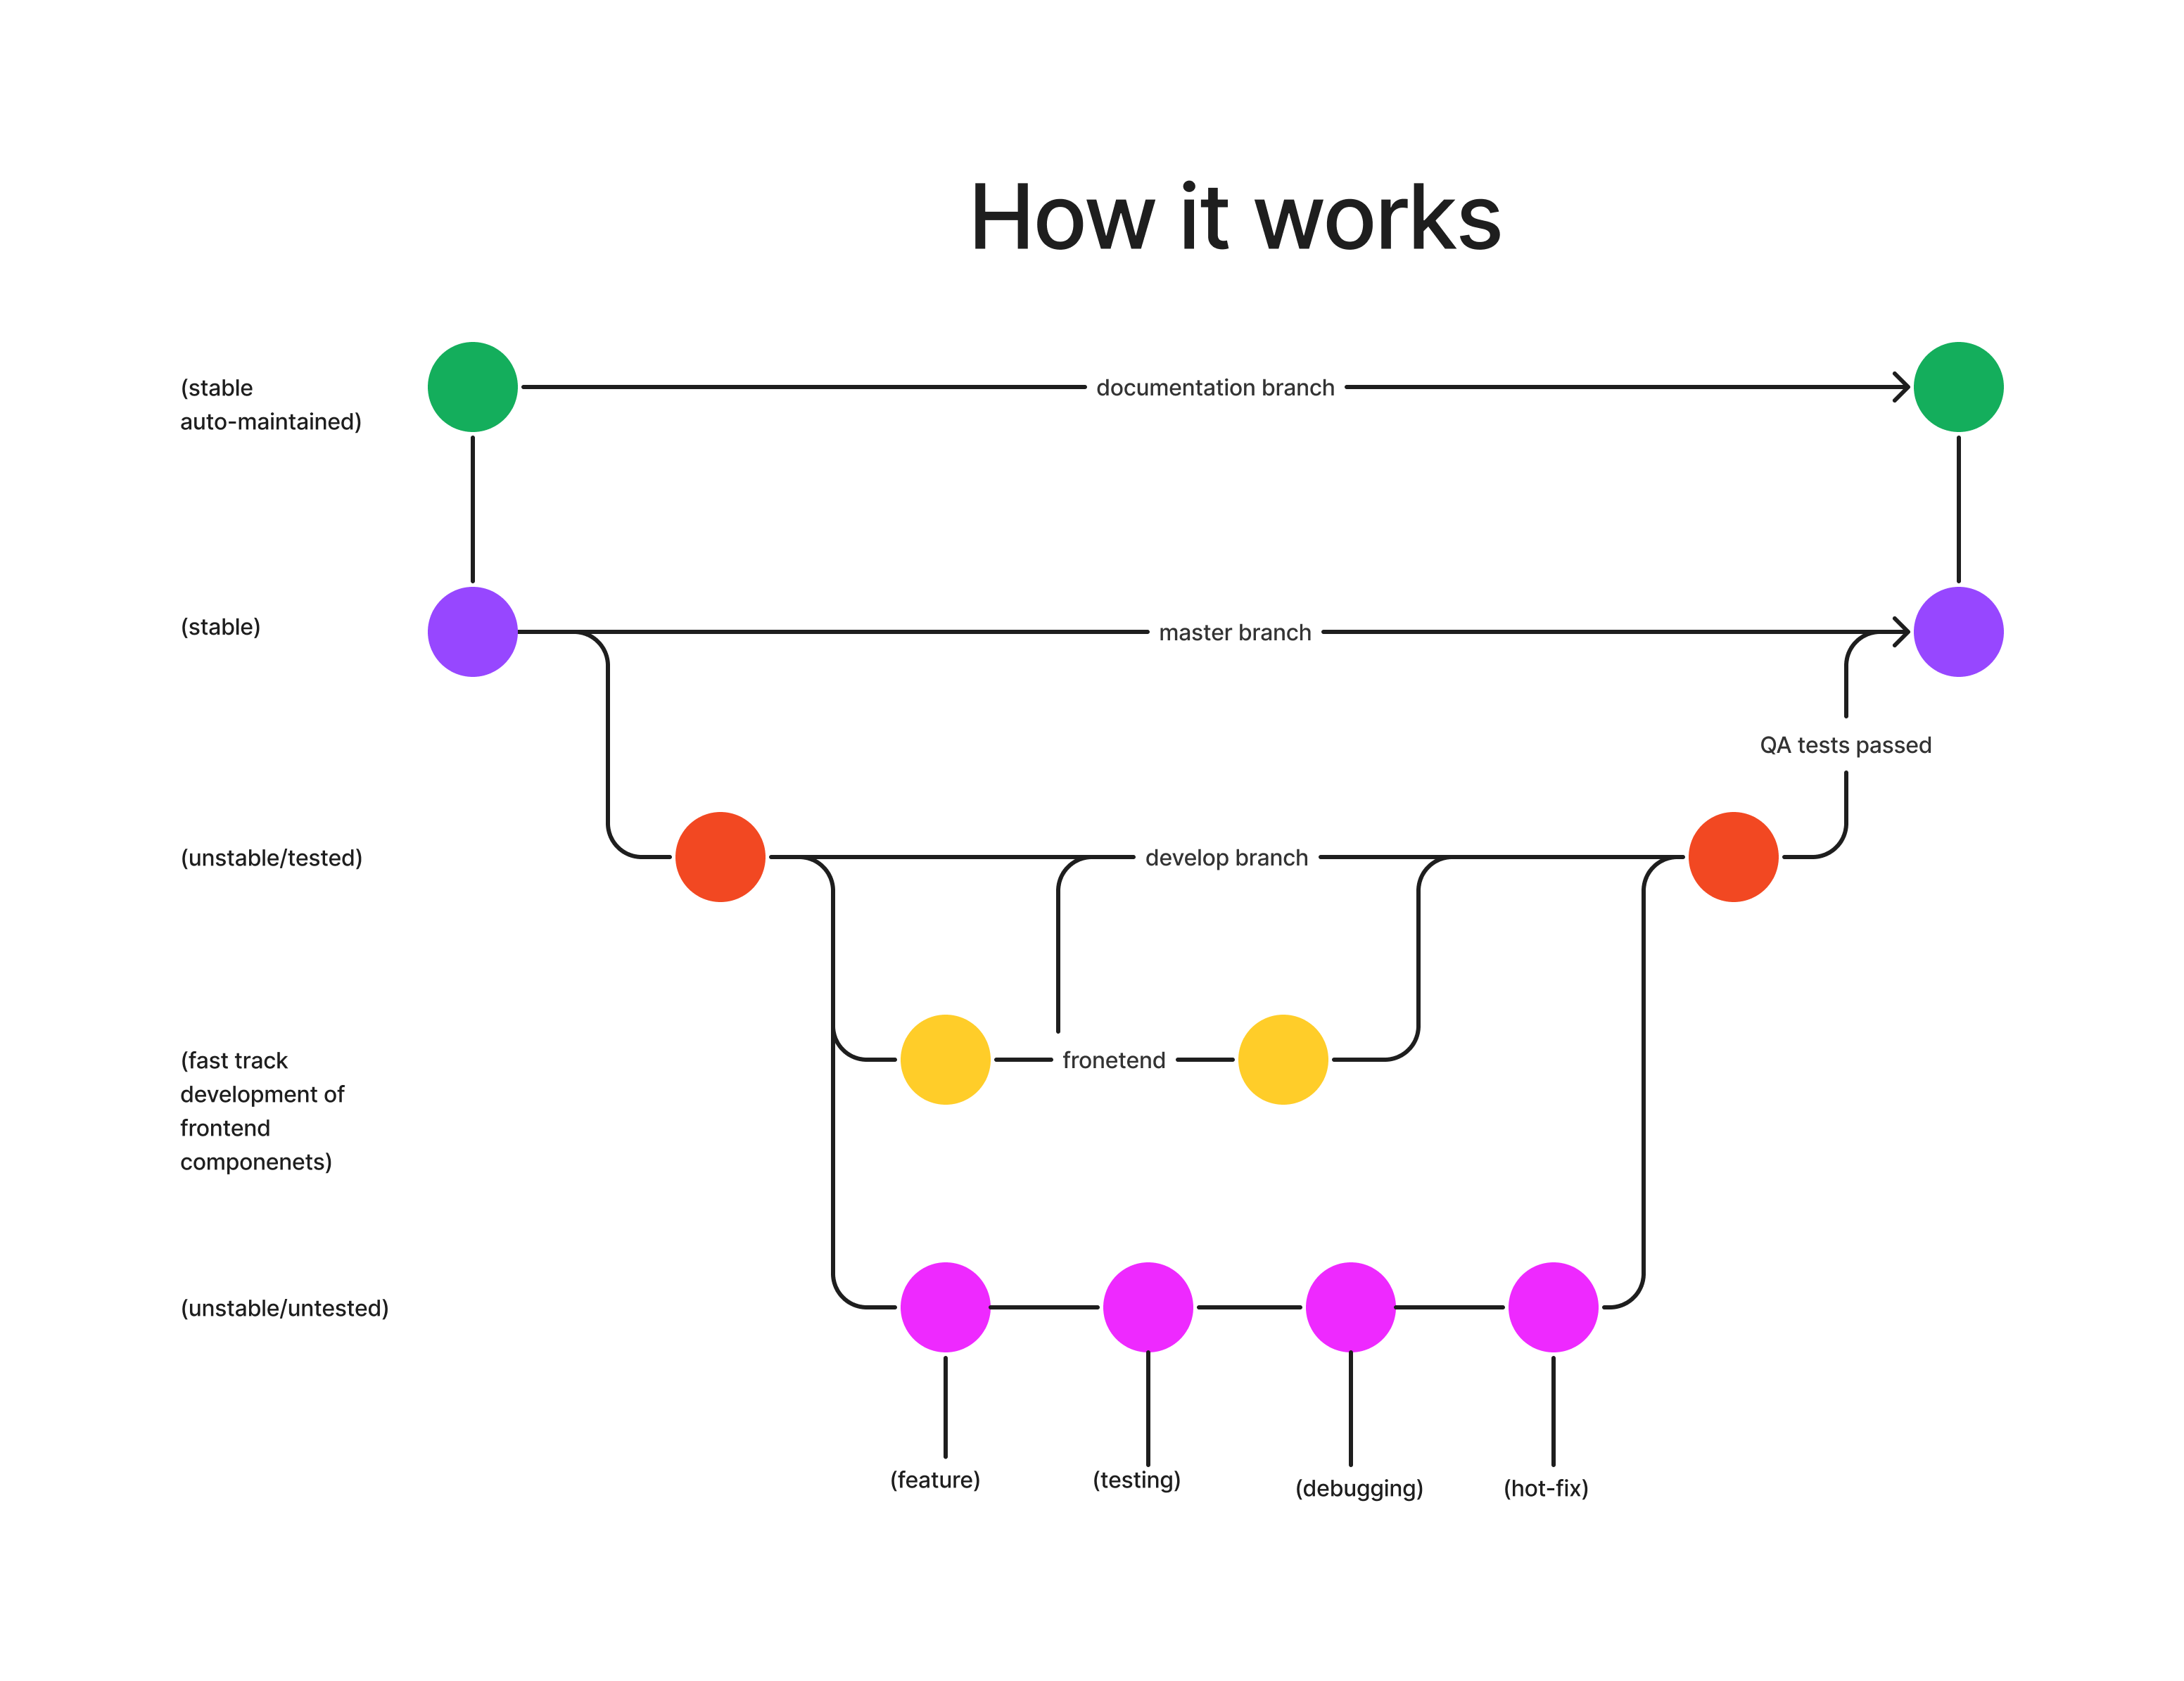 How it works
(stable
auto-maintained)
documentation branch
(stable)
master branch
QA tests passed
(unstable/tested)
develop branch
(fast track
development of
frontend
componenets)
fronetend
(unstable/untested)
(feature)
(testing)
(debugging)
(hot-fix)